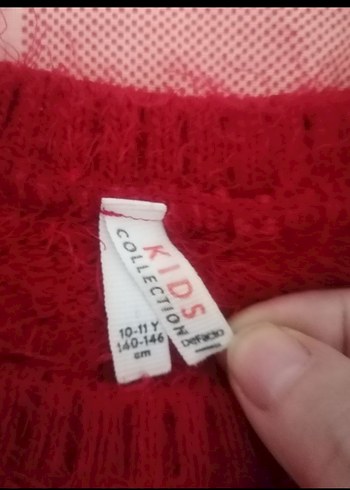 KIDS
COLLECTION
DeFacto
10-11 Y
140-146
cm